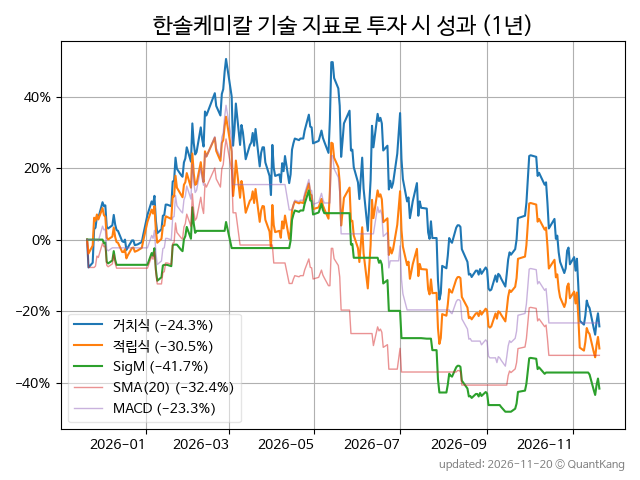 한솔케미칼 기술 지표로 투자 시 성과 (1년)
40%
20%
0%
−20%
−40%
거치식 (−24.3%)
적립식 (−30.5%)
SigM (−41.7%)
SMA(20) (−32.4%)
MACD (−23.3%)
2026−01 2026−03 2026−05 2026−07 2026−09 2026−11
updated: 2026−11−20 © QuantKang